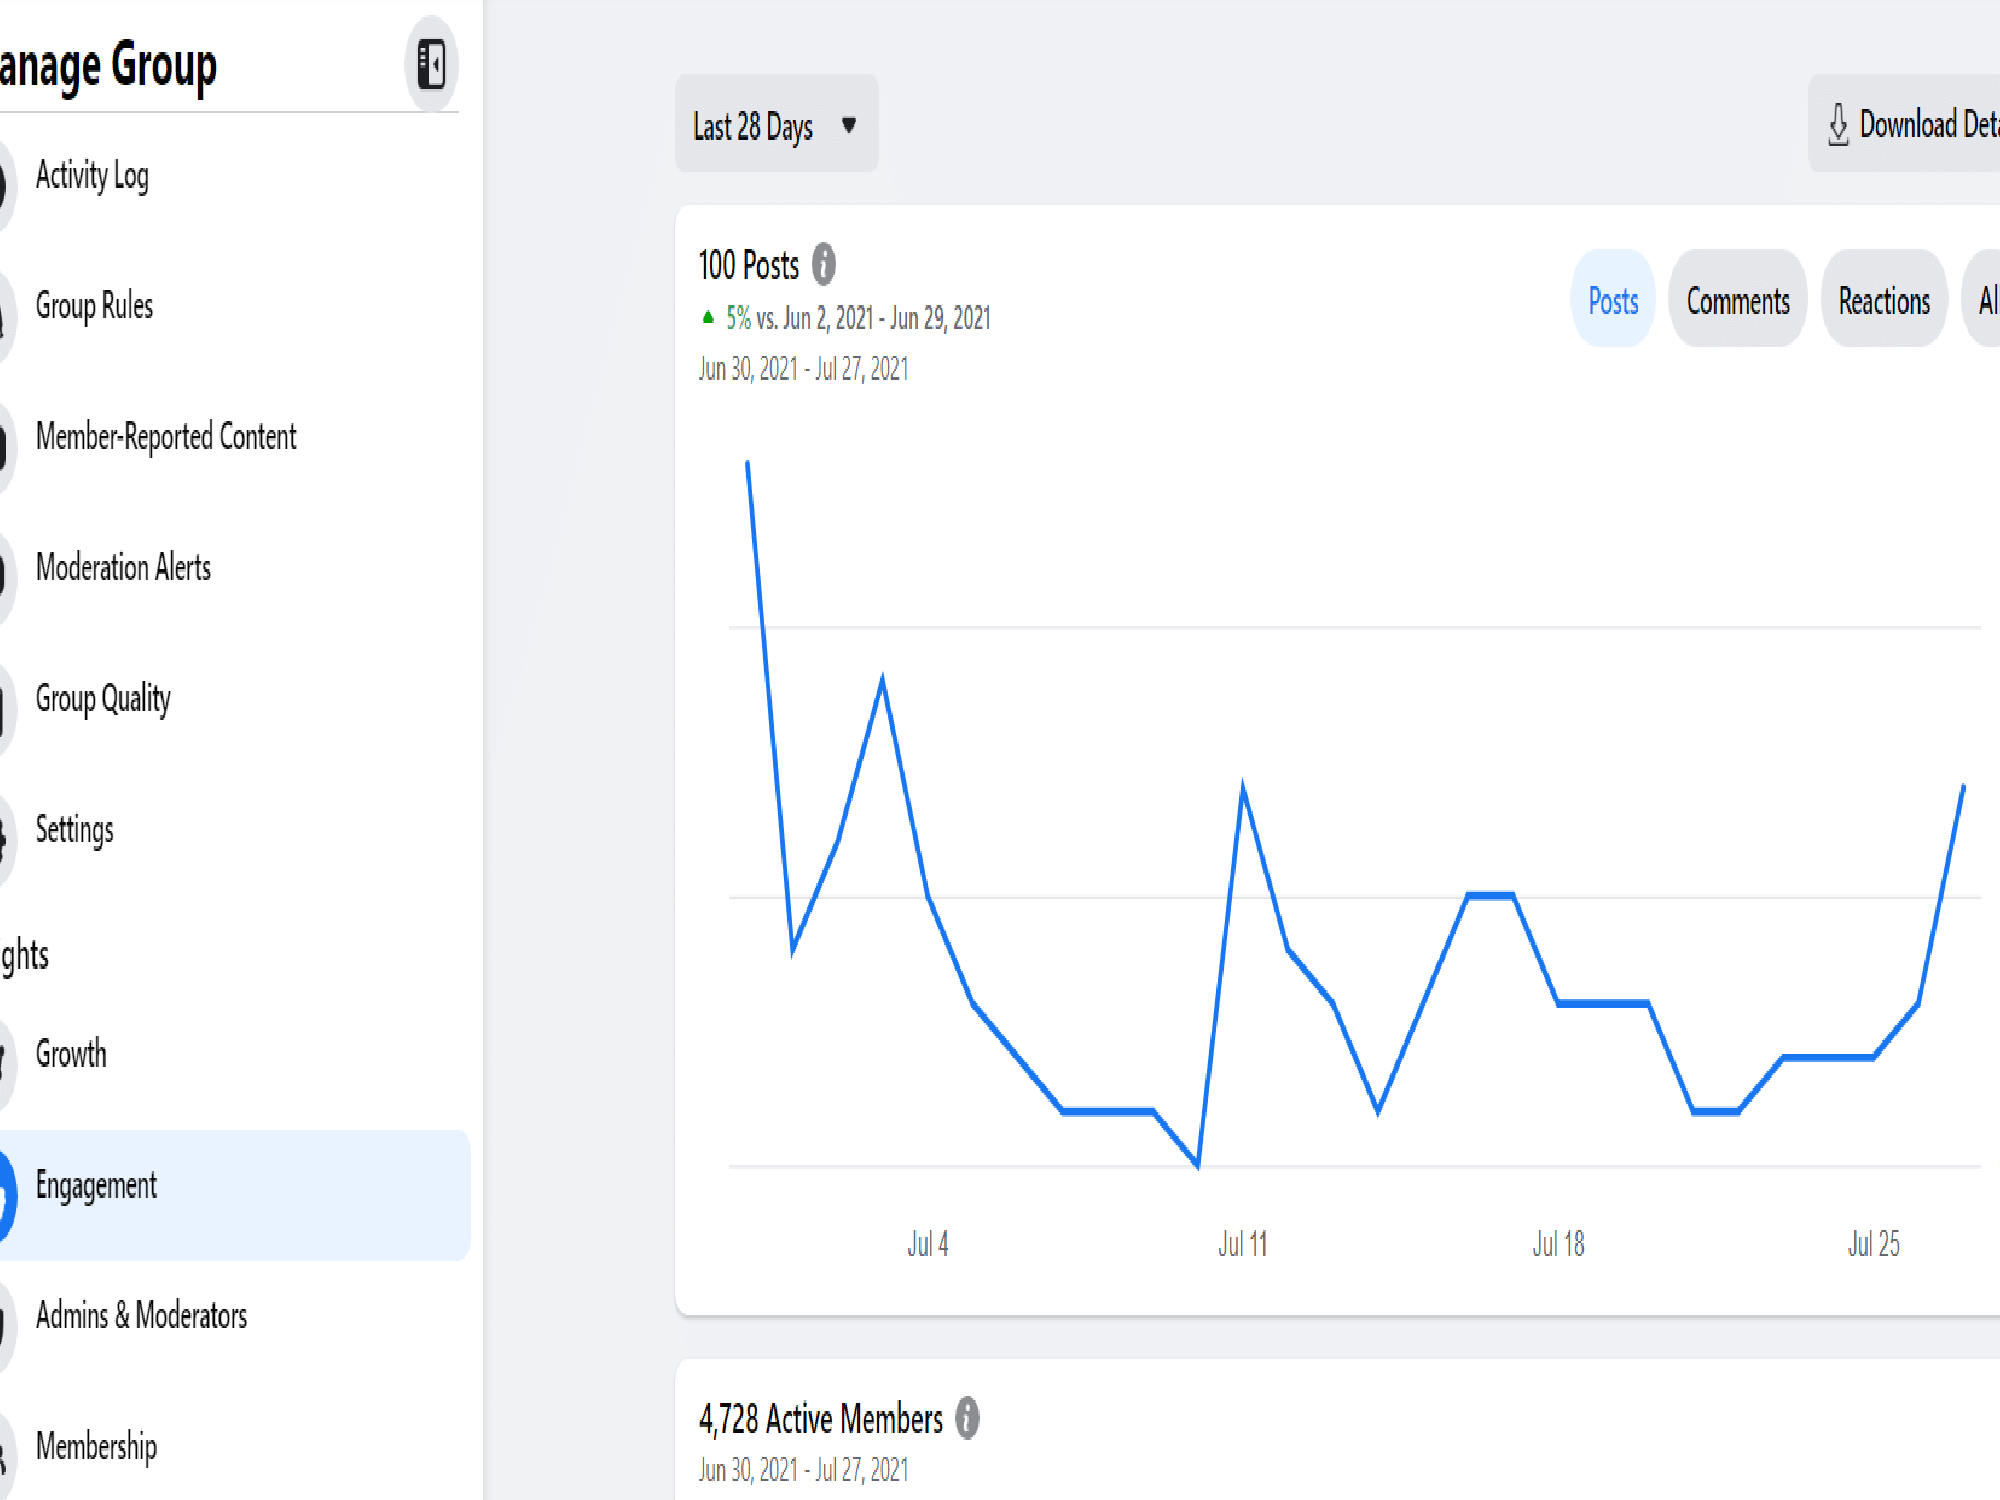 anage Group
Activity Log
Group Rules
Member-Reported Content
Moderation Alerts
Group Quality
Settings
ghts
Growth
Engagement
Admins & Moderators
Membership
Last 28 Days
Download Deta
100 Posts
5% vs. Jun 2, 2021 - Jun 29, 2021
Jun 30, 2021 - Jul 27, 2021
Posts Comments Reactions Al
Jul 4 Jul 11 Jul 18 Jul 25
4,728 Active Members
Jun 30, 2021 - Jul 27, 2021